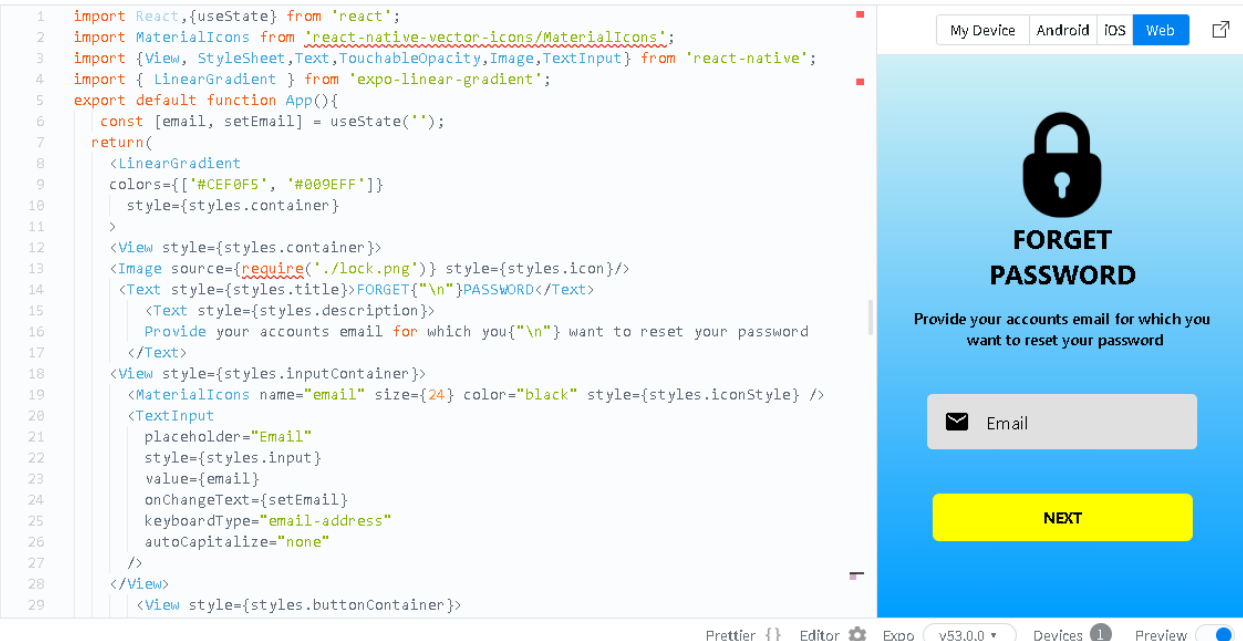 1 import React,{useState} from 'react';
2 import MaterialIcons from 'react-native-vector-icons/MaterialIcons';
3 import {View, StyleSheet,Text,TouchableOpacity,Image,TextInput} from 'react-native';
4 import { LinearGradient } from 'expo-linear-gradient';
5 export default function App(){
6 const [email, setEmail] = useState('');
7 return(
8 <LinearGradient
9 colors={['#CEF0F5', '#009EFF']}
10 style={styles.container}
11 >
12 <View style={styles.container}>
13 <Image source={require('./lock.png')} style={styles.icon}/>
14 <Text style={styles.title}>FORGET{"\n"}PASSWORD</Text>
15 <Text style={styles.description}>
16 Provide your accounts email for which you{"\n"} want to reset your password
17 </Text>
18 <View style={styles.inputContainer}>
19 <MaterialIcons name="email" size={24} color="black" style={styles.iconStyle} />
20 <TextInput
21 placeholder="Email"
22 style={styles.input}
23 value={email}
24 onChangeText={setEmail}
25 keyboardType="email-address"
26 autoCapitalize="none"
27 />
28 </View>
29 <View style={styles.buttonContainer}>
My Device Android iOS Web
FORGET
PASSWORD
Provide your accounts email for which you
want to reset your password
Email
NEXT
Prettier {} Editor Expo v53.0.0 Devices 1 Preview